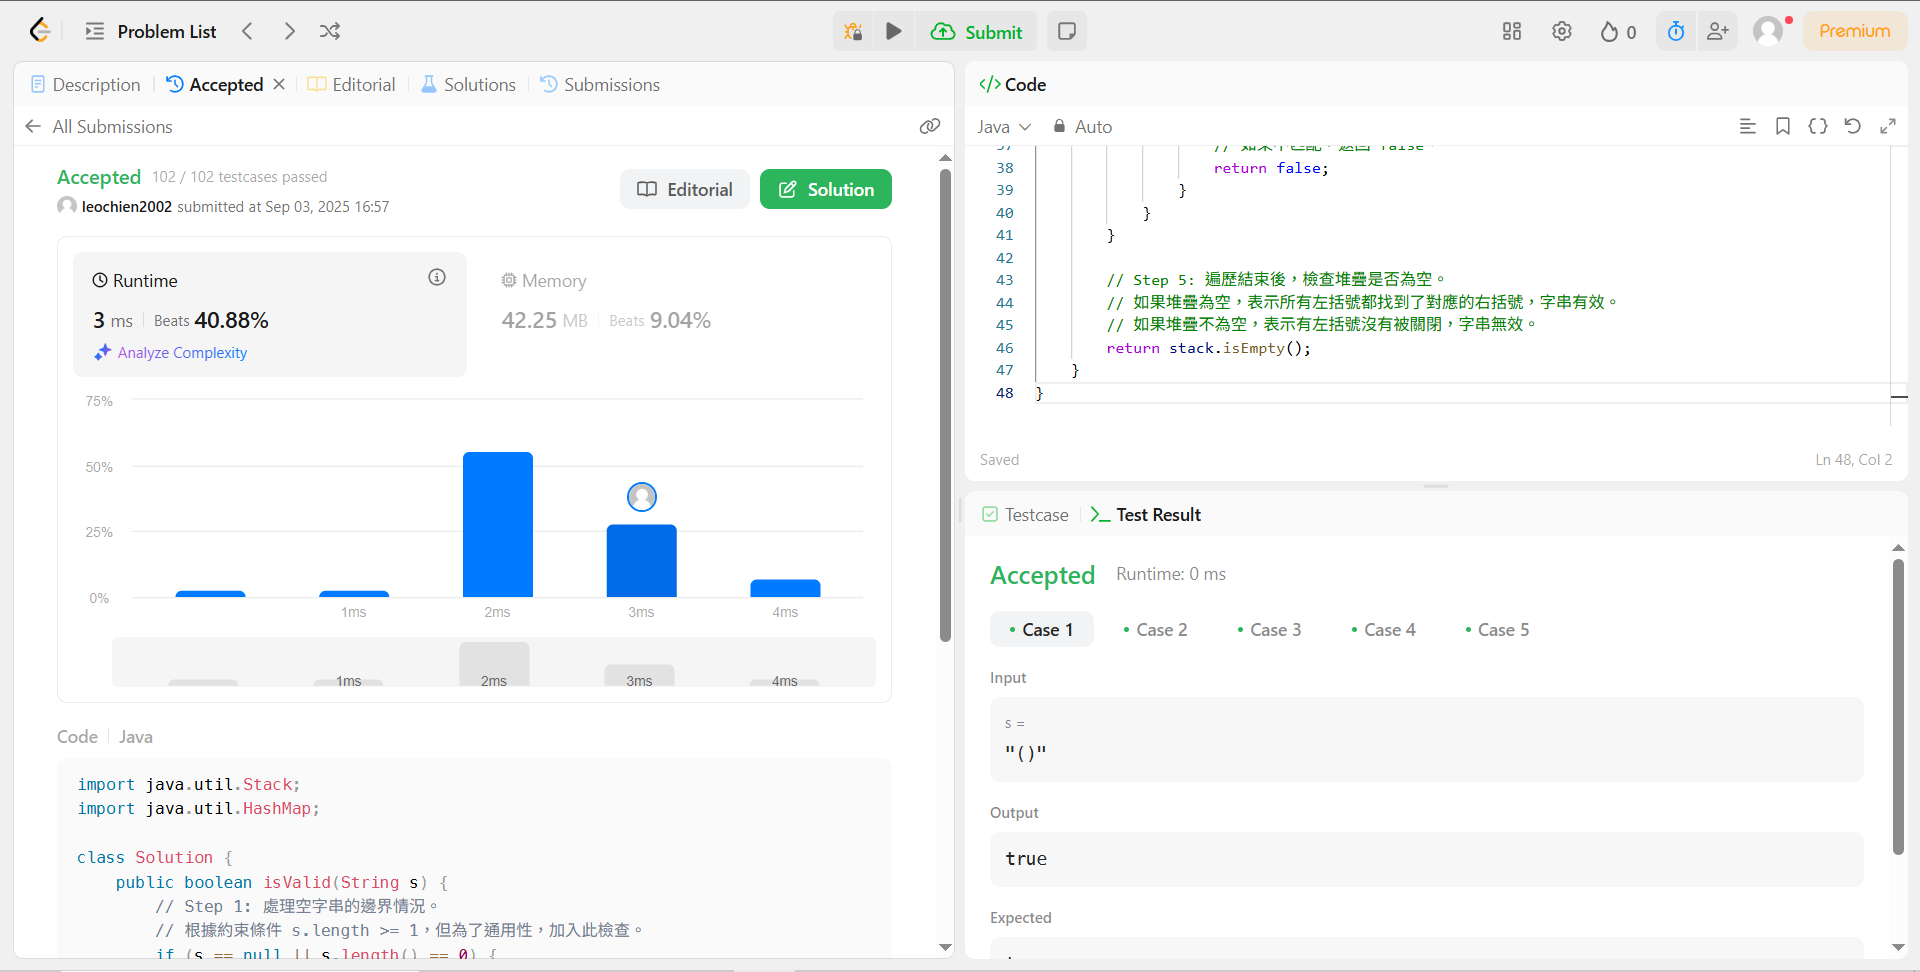 Problem List
Submit
0
Premium
Description
Accepted
Editorial
Solutions
Submissions
All Submissions
Accepted 102 / 102 testcases passed
leochien2002 submitted at Sep 03, 2025 16:57
Editorial
Solution
Runtime
3 ms Beats 40.88%
Analyze Complexity
Memory
42.25 MB Beats 9.04%
75%
50%
25%
0%
1ms
2ms
3ms
4ms
1ms
2ms
3ms
4ms
Code Java
import java.util.Stack;
import java.util.HashMap;
class Solution {
public boolean isValid(String s) {
// Step 1: 處理空字串的邊界情況。
// 根據約束條件 s.length >= 1，但為了通用性，加入此檢查。
if (s == null || s.length() == 0) {
</> Code
Java
Auto
37 // 如果不匹配，返回 false。
38 return false;
39 }
40 }
41 }
42
43 // Step 5: 遍歷結束後，檢查堆疊是否為空。
44 // 如果堆疊為空，表示所有左括號都找到了對應的右括號，字串有效。
45 // 如果堆疊不為空，表示有左括號沒有被關閉，字串無效。
46 return stack.isEmpty();
47 }
48 }
Saved
Ln 48, Col 2
Testcase
Test Result
Accepted Runtime: 0 ms
Case 1
Case 2
Case 3
Case 4
Case 5
Input
s =
"()"
Output
true
Expected